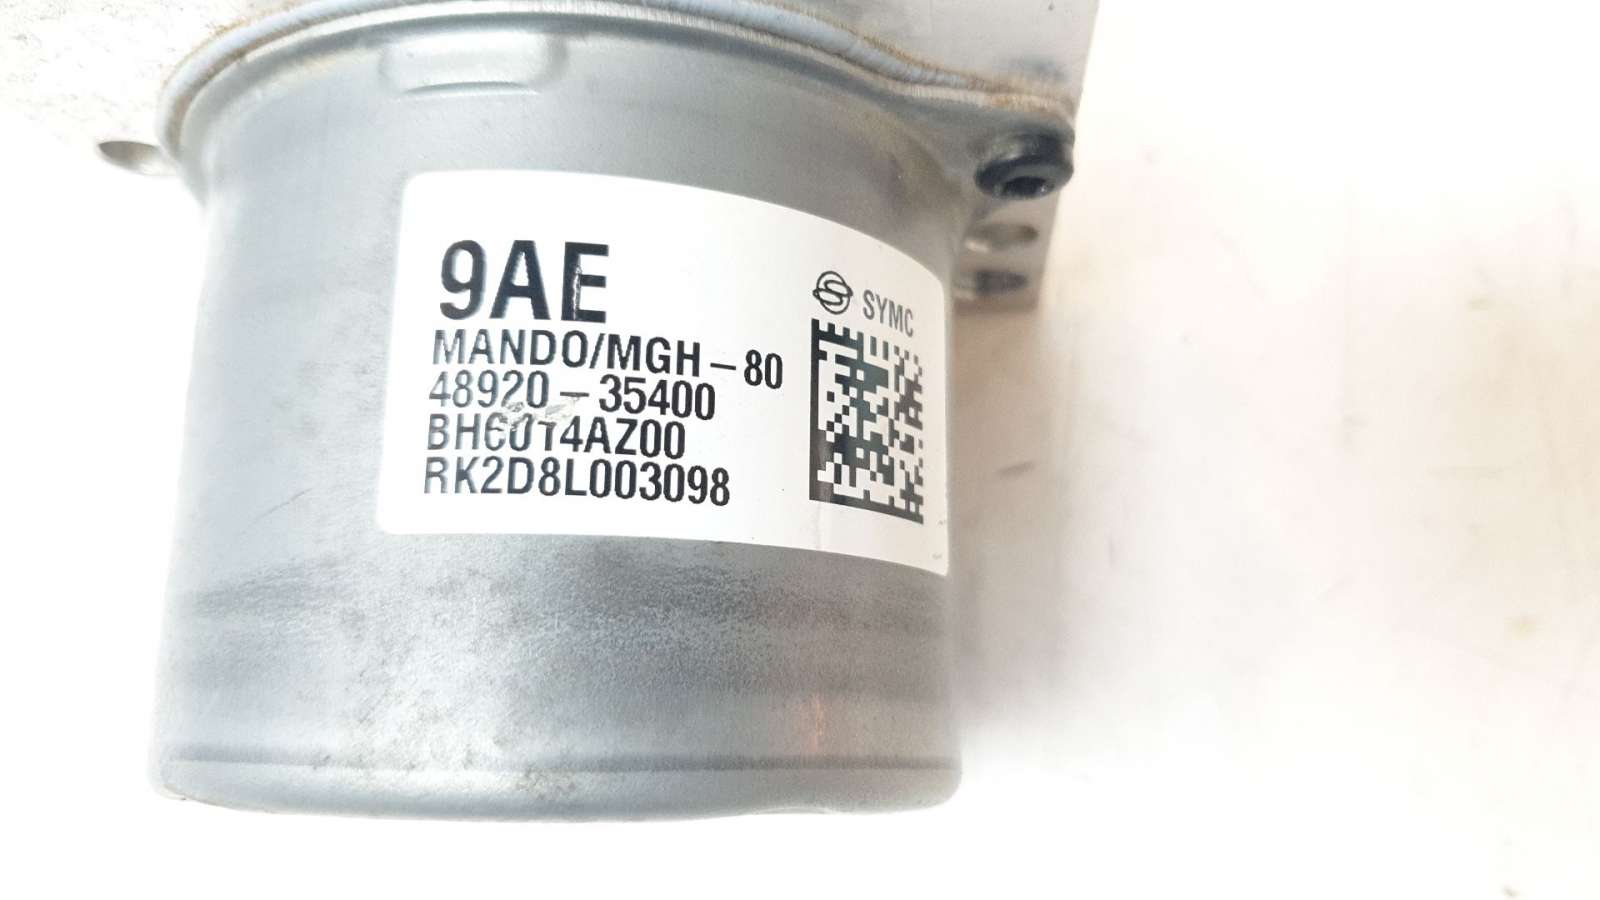 9AE
SYMC
MANDO/MGH-80
48920-35400
BH6014AZ00
RK2D8L003098